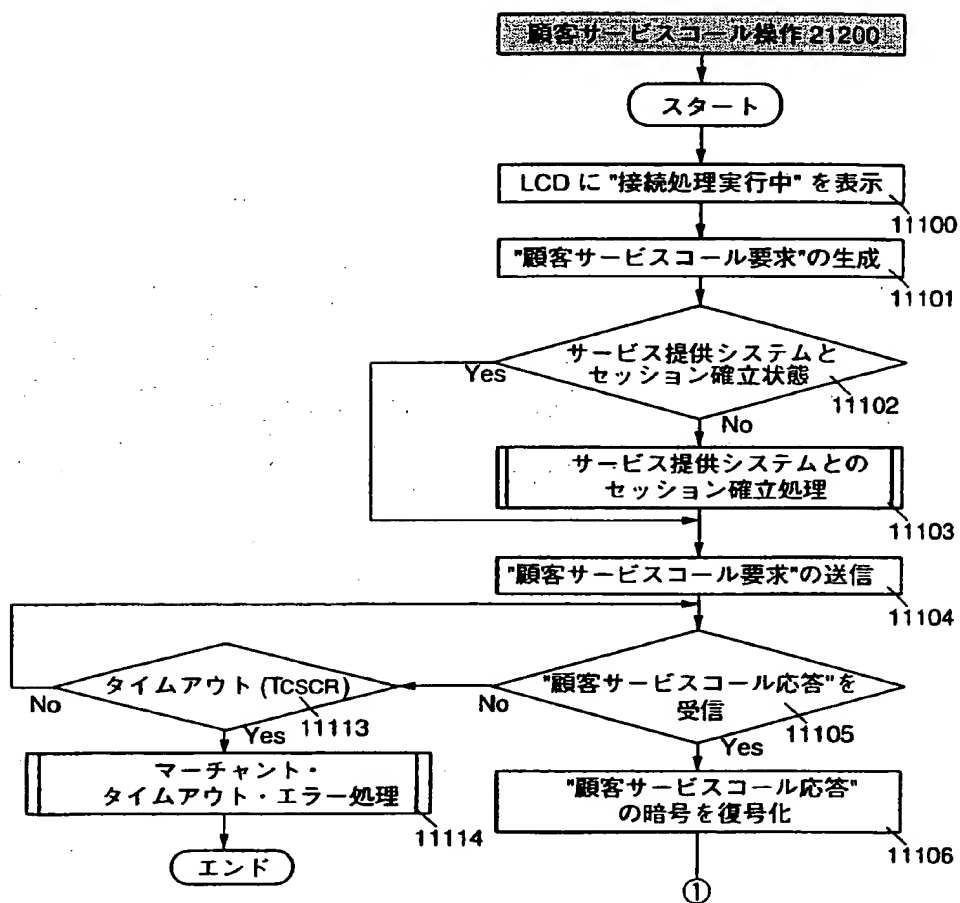 顧客サービスコール操作 21200
スタート
LCD に "接続処理実行中" を表示
11100
"顧客サービスコール要求"の生成
11101
サービス提供システムと
セッション確立状態
11102
Yes
No
サービス提供システムとの
セッション確立処理
11103
"顧客サービスコール要求"の送信
11104
"顧客サービスコール応答"を
受信
11105
No
Yes
タイムアウト (TCSCR)
11113
No
Yes
マーチャント・
タイムアウト・エラー処理
11114
エンド
"顧客サービスコール応答"
の暗号を復号化
11106
①